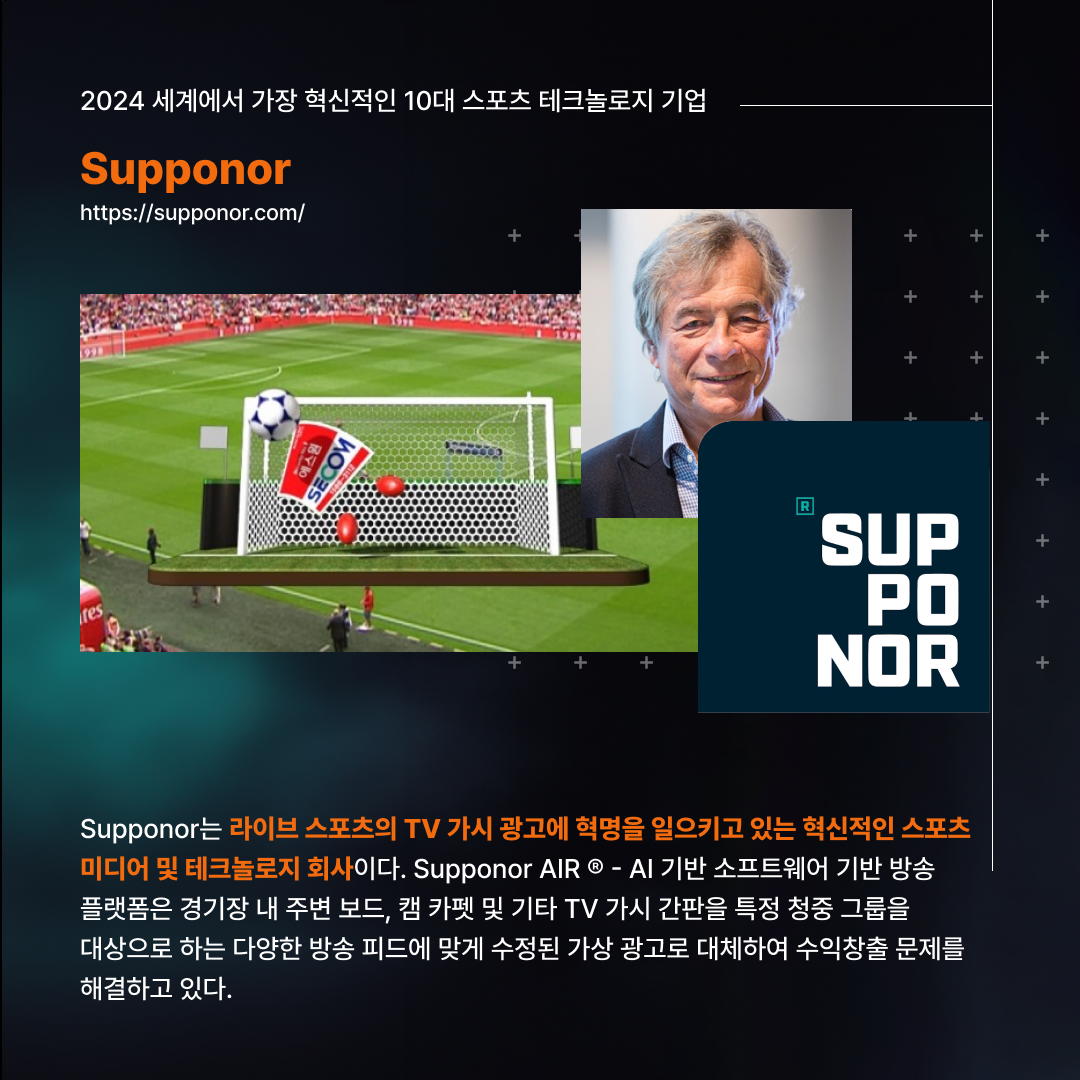 2024 세계에서 가장 혁신적인 10대 스포츠 테크놀로지 기업
Supponor
https://supponor.com/
1998
1998
에스원
SECOM
R
SUP
PO
NOR
Supponor는 라이브 스포츠의 TV 가시 광고에 혁명을 일으키고 있는 혁신적인 스포츠
미디어 및 테크놀로지 회사이다. Supponor AIR ® - AI 기반 소프트웨어 기반 방송
플랫폼은 경기장 내 주변 보드, 캠 카펫 및 기타 TV 가시 간판을 특정 청중 그룹을
대상으로 하는 다양한 방송 피드에 맞게 수정된 가상 광고로 대체하여 수익창출 문제를
해결하고 있다.